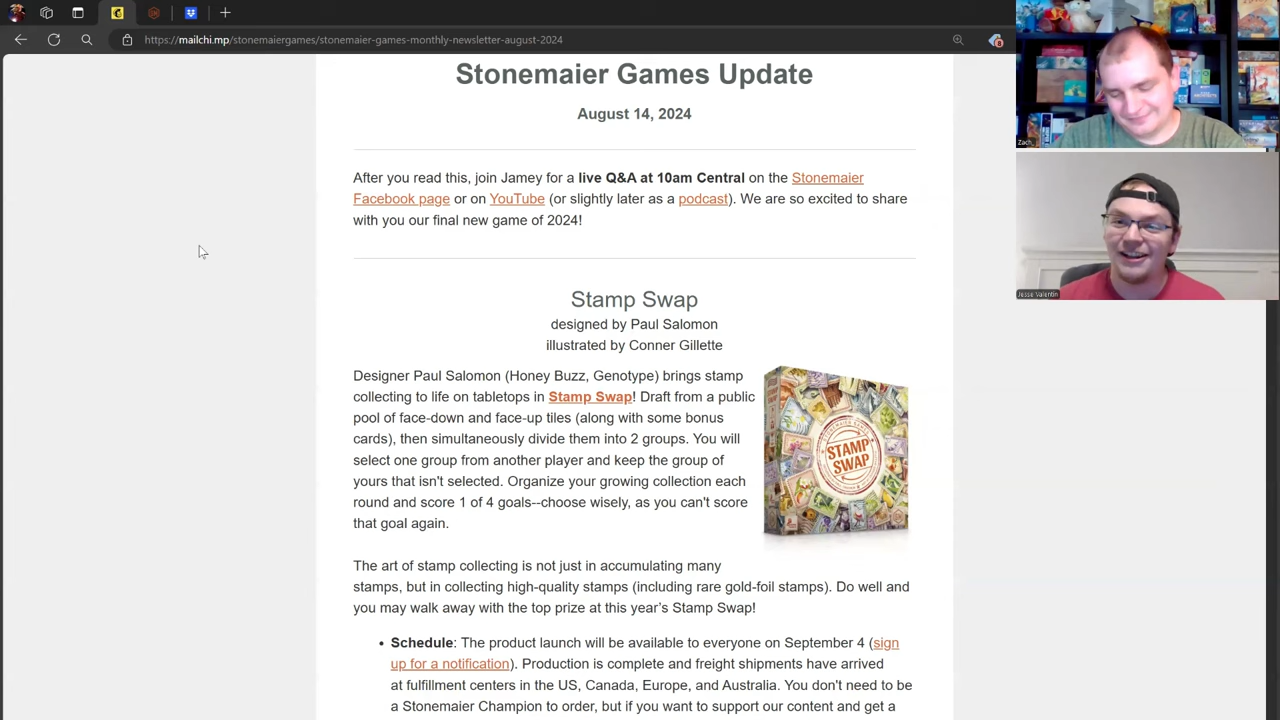 https://mailchi.mp/stonemaiergames/stonemaier-games-monthly-newsletter-august-2024
8
Stonemaier Games Update
August 14, 2024
After you read this, join Jamey for a live Q&A at 10am Central on the Stonemaier
Facebook page or on YouTube (or slightly later as a podcast). We are so excited to share
with you our final new game of 2024!
Stamp Swap
designed by Paul Salomon
illustrated by Conner Gillette
Designer Paul Salomon (Honey Buzz, Genotype) brings stamp
collecting to life on tabletops in Stamp Swap! Draft from a public
pool of face-down and face-up tiles (along with some bonus
cards), then simultaneously divide them into 2 groups. You will
select one group from another player and keep the group of
yours that isn't selected. Organize your growing collection each
round and score 1 of 4 goals--choose wisely, as you can't score
that goal again.
STAMP
SWAP
The art of stamp collecting is not just in accumulating many
stamps, but in collecting high-quality stamps (including rare gold-foil stamps). Do well and
you may walk away with the top prize at this year’s Stamp Swap!
• Schedule: The product launch will be available to everyone on September 4 (sign
up for a notification). Production is complete and freight shipments have arrived
at fulfillment centers in the US, Canada, Europe, and Australia. You don't need to be
a Stonemaier Champion to order, but if you want to support our content and get a
Zach
Jesse Valentin